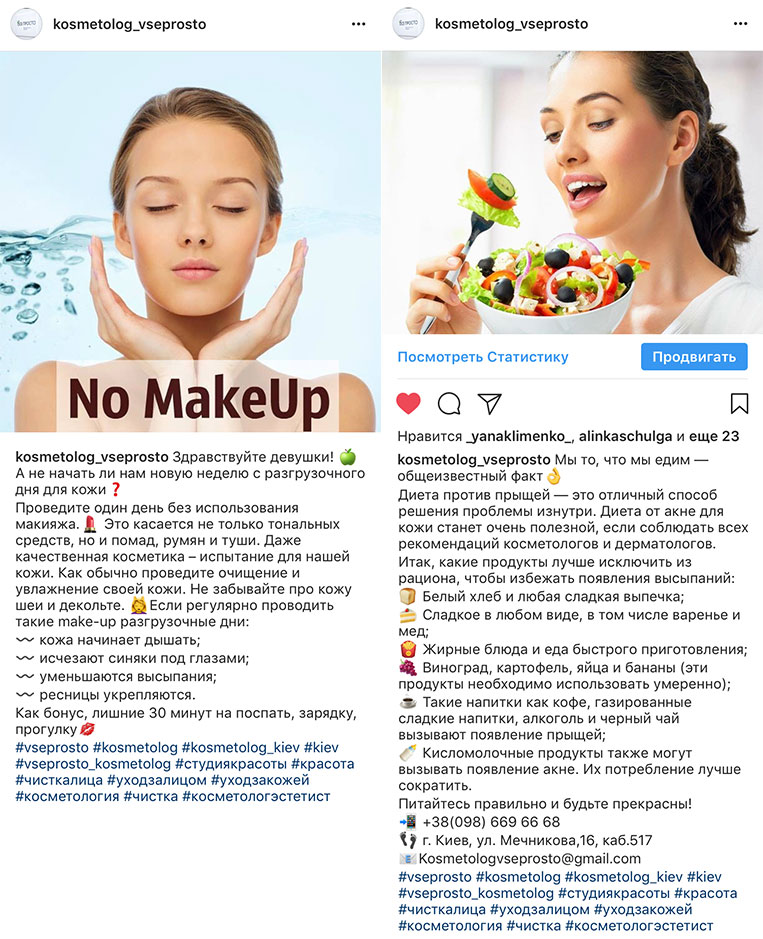 kosmetolog_vseprosto
No MakeUp
kosmetolog_vseprosto Здравствуйте девушки! 🍏
А не начать ли нам новую неделю с разгрузочного
дня для кожи ❓
Проведите один день без использования
макияжа.💄 Это касается не только тональных
средств, но и помад, румян и туши. Даже
качественная косметика – испытание для нашей
кожи. Как обычно проведите очищение и
увлажнение своей кожи. Не забывайте про кожу
шеи и декольте. 💆Если регулярно проводить
такие make-up разгрузочные дни:
〰 кожа начинает дышать;
〰 исчезают синяки под глазами;
〰 уменьшаются высыпания;
〰 ресницы укрепляются.
Как бонус, лишние 30 минут на поспать, зарядку,
прогулку💋
#vseprosto #kosmetolog #kosmetolog_kiev #kiev
#vseprosto_kosmetolog #студиякрасоты #красота
#чисткалица #уходзалицом #уходзакожей
#косметология #чистка #косметологэстетист
kosmetolog_vseprosto
Посмотреть Статистику
Продвигать
Нравится _yanaklimenko_, alinkaschulga и еще 23
kosmetolog_vseprosto Мы то, что мы едим —
общеизвестный факт👌
Диета против прыщей — это отличный способ
решения проблемы изнутри. Диета от акне для
кожи станет очень полезной, если соблюдать всех
рекомендаций косметологов и дерматологов.
Итак, какие продукты лучше исключить из
рациона, чтобы избежать появления высыпаний:
🍞 Белый хлеб и любая сладкая выпечка;
🍰 Сладкое в любом виде, в том числе варенье и
мед;
🍟 Жирные блюда и еда быстрого приготовления;
🍇 Виноград, картофель, яйца и бананы (эти
продукты необходимо использовать умеренно);
☕ Такие напитки как кофе, газированные
сладкие напитки, алкоголь и черный чай
вызывают появление прыщей;
🍼 Кисломолочные продукты также могут
вызывать появление акне. Их потребление лучше
сократить.
Питайтесь правильно и будьте прекрасны!
📲 +38(098) 669 66 68
👣 г. Киев, ул. Мечникова,16, каб.517
📧Kosmetologvseprosto@gmail.com
#vseprosto #kosmetolog #kosmetolog_kiev #kiev
#vseprosto_kosmetolog #студиякрасоты #красота
#чисткалица #уходзалицом #уходзакожей
#косметология #чистка #косметологэстетист